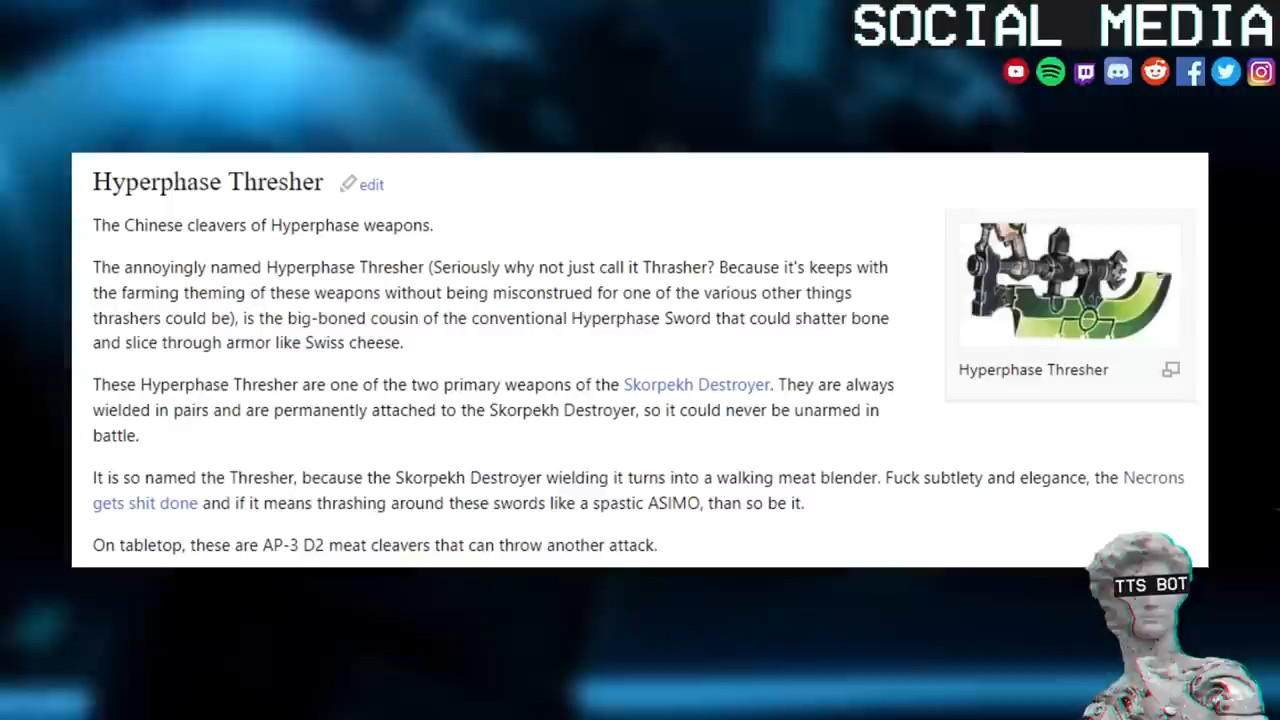 SOCIAL MEDIA
Hyperphase Thresher edit
The Chinese cleavers of Hyperphase weapons.
The annoyingly named Hyperphase Thresher (Seriously why not just call it Thrasher? Because it's keeps with
the farming theming of these weapons without being misconstrued for one of the various other things
thrashers could be), is the big-boned cousin of the conventional Hyperphase Sword that could shatter bone
and slice through armor like Swiss cheese.
Hyperphase Thresher
These Hyperphase Thresher are one of the two primary weapons of the Skorpekh Destroyer. They are always
wielded in pairs and are permanently attached to the Skorpekh Destroyer, so it could never be unarmed in
battle.
It is so named the Thresher, because the Skorpekh Destroyer wielding it turns into a walking meat blender. Fuck subtlety and elegance, the Necrons
gets shit done and if it means thrashing around these swords like a spastic ASIMO, than so be it.
On tabletop, these are AP-3 D2 meat cleavers that can throw another attack.
TTS BOT